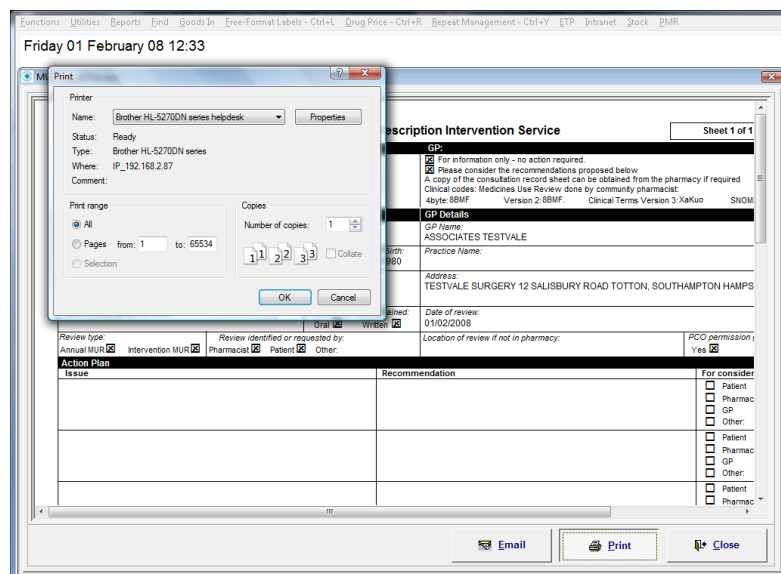 Functions Utilities Reports Find Goods In Free-Format Labels - Ctrl+L Drug Price - Ctrl+R Repeat Management - Ctrl+Y ETP Intranet Stock PMR
Friday 01 February 08 12:33
Print
Printer
Name: Brother HL-5270DN series helpdesk Properties
Status: Ready
Type: Brother HL-5270DN series
Where: IP_192.168.2.87
Comment:
Print range
All
Pages from: 1 to: 65534
Selection
Copies
Number of copies: 1
1 1 2 2 3 3 Collate
OK Cancel
Intervention Service Sheet 1 of 1
GP:
For information only - no action required.
Please consider the recommendations proposed below
A copy of the consultation record sheet can be obtained from the pharmacy if required
Clinical codes: Medicines Use Review done by community pharmacist:
4byte: 8BMF Version 2: 8BMF. Clinical Terms Version 3: XaKuo SNOM
GP Details
GP Name:
ASSOCIATES TESTVALE
Birth: Practice Name:
980
Address:
TESTVALE SURGERY 12 SALISBURY ROAD TOTTON, SOUTHAMPTON HAMPS
ained: Date of review:
Oral Written 01/02/2008
Review type: Review identified or requested by: Location of review if not in pharmacy: PCO permission
Annual MUR Intervention MUR Pharmacist Patient Other: Yes
Action Plan
Issue Recommendation For consider
Patient
Pharmac
GP
Other:
Patient
Pharmac
GP
Other:
Patient
Pharmac
Email Print Close